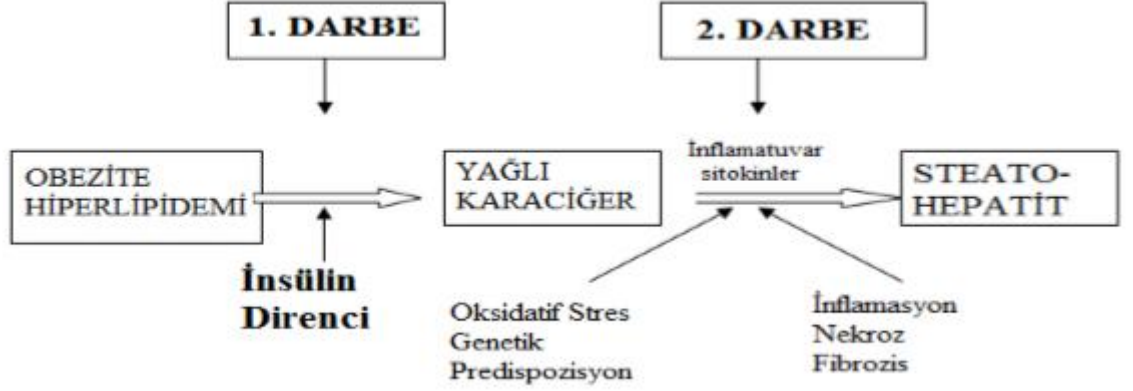 1. DARBE
2. DARBE
OBEZİTE
HİPERLİPİDEMİ
YAĞLI
KARACİĞER
İnflamatuvar
sitokinler
STEATO-
HEPATİT
İnsülin
Direnci
Oksidatif Stres
Genetik
Predispozisyon
İnflamasyon
Nekroz
Fibrozis